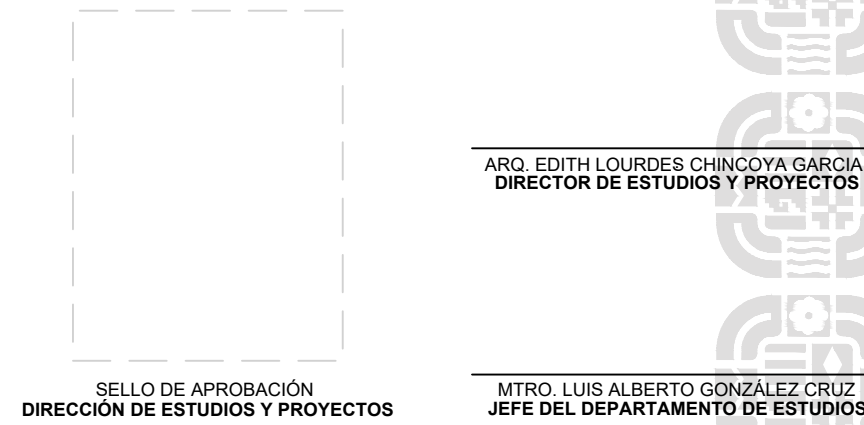 ARQ. EDITH LOURDES CHINCOYA GARCIA
DIRECTOR DE ESTUDIOS Y PROYECTOS
SELLO DE APROBACIÓN
DIRECCIÓN DE ESTUDIOS Y PROYECTOS
MTRO. LUIS ALBERTO GONZÁLEZ CRUZ
JEFE DEL DEPARTAMENTO DE ESTUDIOS